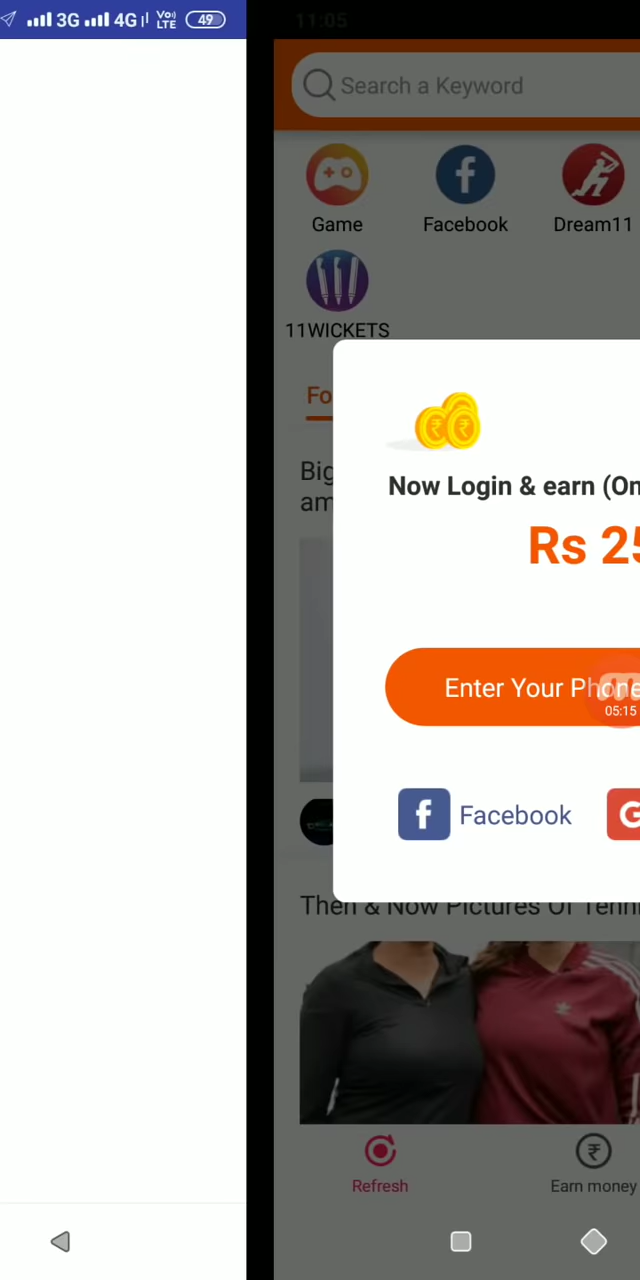 3G 4G Vo)) LTE 49
11:05
Search a Keyword
Game Facebook Dream11
11WICKETS
Fo
Big
am
Now Login & earn (On
Rs 25
Enter Your Phone
05:15
Facebook G
Then & Now Pictures Of Tenni
Refresh Earn money